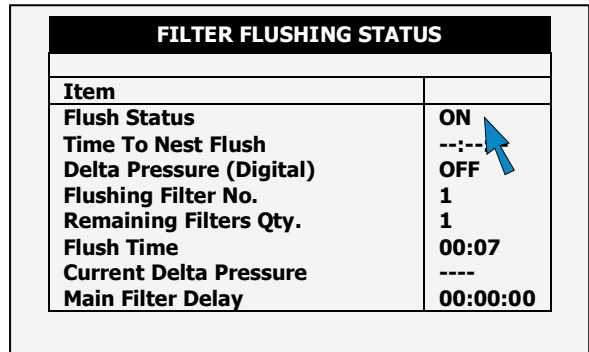 FILTER FLUSHING STATUS
Item
Flush Status ON
Time To Nest Flush --:--:--
Delta Pressure (Digital) OFF
Flushing Filter No. 1
Remaining Filters Qty. 1
Flush Time 00:07
Current Delta Pressure ----
Main Filter Delay 00:00:00